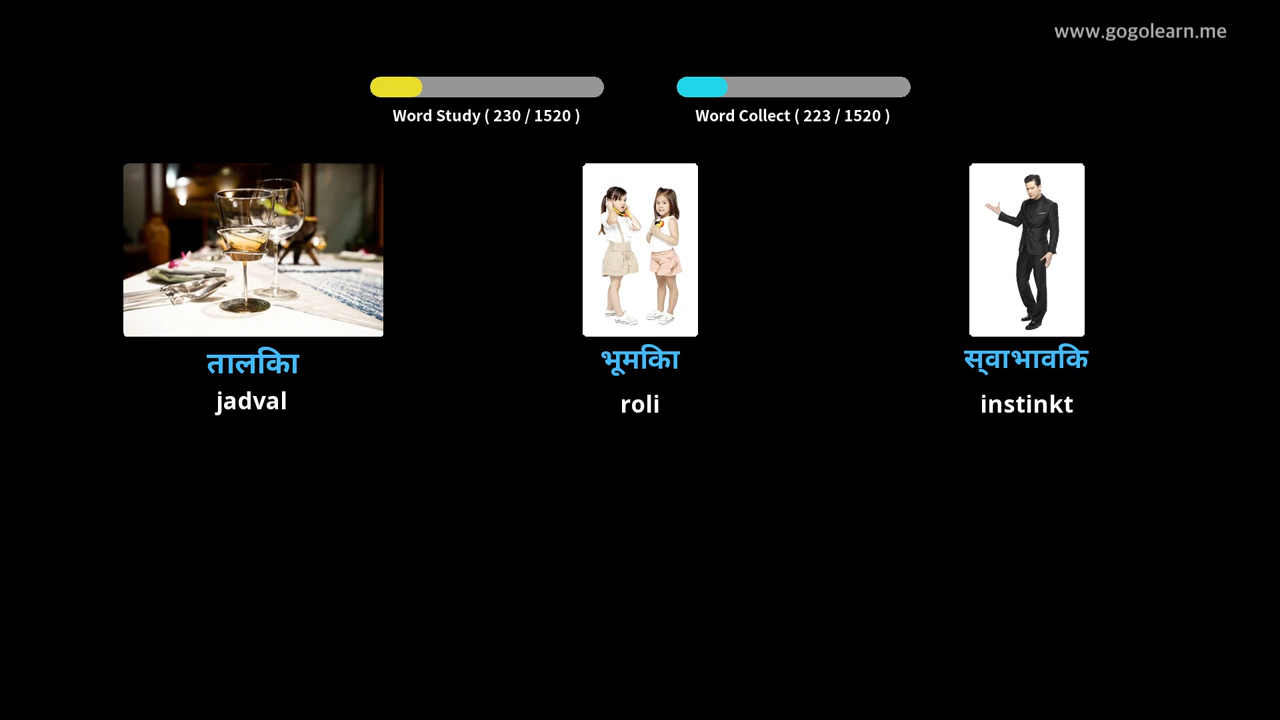 www.gogolearn.me
Word Study ( 230 / 1520 )
Word Collect ( 223 / 1520 )
तालकिा
भूमकिा
स्‌वाभावकि
jadval
roli
instinkt